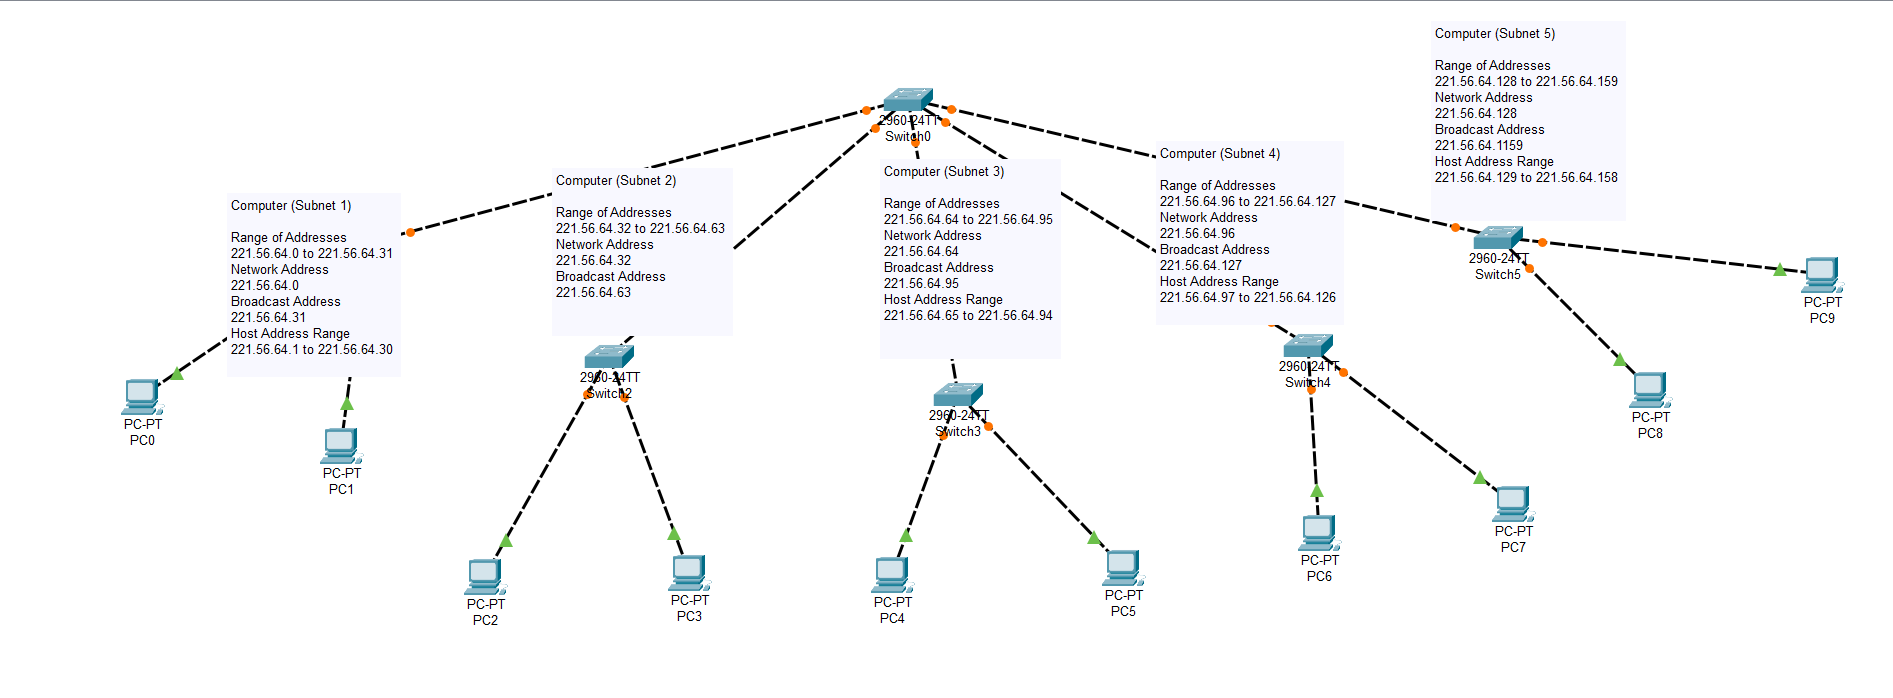 Computer (Subnet 5)
Range of Addresses
221.56.64.128 to 221.56.64.159
Network Address
221.56.64.128
Broadcast Address
221.56.64.1159
Host Address Range
221.56.64.129 to 221.56.64.158
2960-24TT
Switch0
Computer (Subnet 4)
Range of Addresses
221.56.64.96 to 221.56.64.127
Network Address
221.56.64.96
Broadcast Address
221.56.64.127
Host Address Range
221.56.64.97 to 221.56.64.126
Computer (Subnet 3)
Range of Addresses
221.56.64.64 to 221.56.64.95
Network Address
221.56.64.64
Broadcast Address
221.56.64.95
Host Address Range
221.56.64.65 to 221.56.64.94
Computer (Subnet 2)
Range of Addresses
221.56.64.32 to 221.56.64.63
Network Address
221.56.64.32
Broadcast Address
221.56.64.63
Computer (Subnet 1)
Range of Addresses
221.56.64.0 to 221.56.64.31
Network Address
221.56.64.0
Broadcast Address
221.56.64.31
Host Address Range
221.56.64.1 to 221.56.64.30
2960-24TT
Switch5
PC-PT
PC9
2960-24TT
Switch2
2960-24TT
Switch4
2960-24TT
Switch3
PC-PT
PC0
PC-PT
PC8
PC-PT
PC1
PC-PT
PC7
PC-PT
PC6
PC-PT
PC2
PC-PT
PC3
PC-PT
PC4
PC-PT
PC5